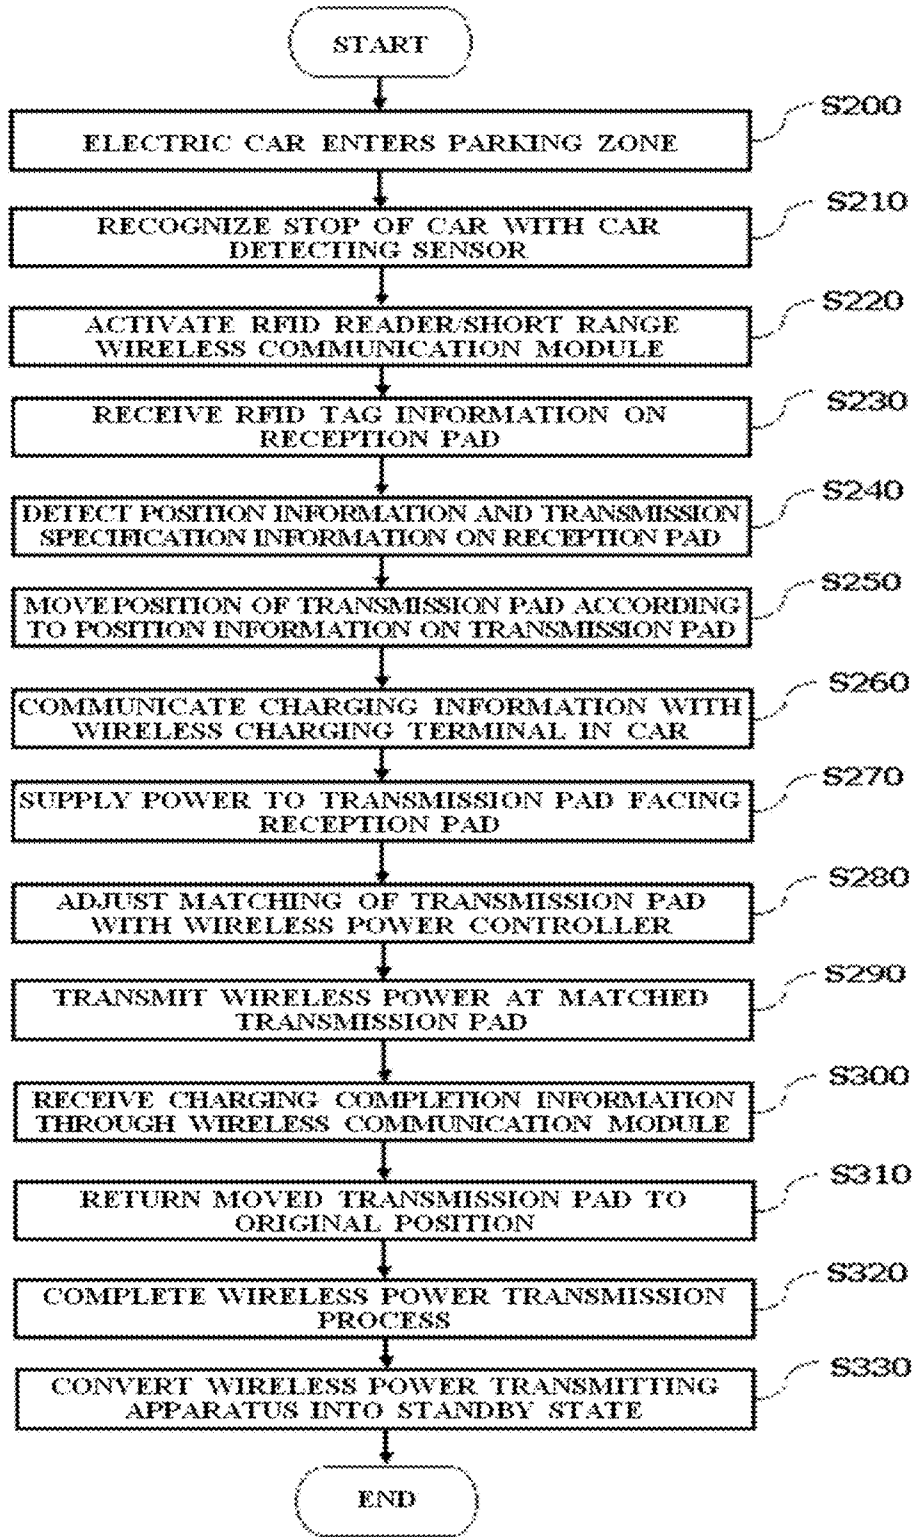 START
S200
ELECTRIC CAR ENTERS PARKING ZONE
S210
RECOGNIZE STOP OF CAR WITH CAR
DETECTING SENSOR
S220
ACTIVATE RFID READER/SHORT RANGE
WIRELESS COMMUNICATION MODULE
S230
RECEIVE RFID TAG INFORMATION ON
RECEPTION PAD
S240
DETECT POSITION INFORMATION AND TRANSMISSION
SPECIFICATION INFORMATION ON RECEPTION PAD
S250
MOVE POSITION OF TRANSMISSION PAD ACCORDING
TO POSITION INFORMATION ON TRANSMISSION PAD
S260
COMMUNICATE CHARGING INFORMATION WITH
WIRELESS CHARGING TERMINAL IN CAR
S270
SUPPLY POWER TO TRANSMISSION PAD FACING
RECEPTION PAD
S280
ADJUST MATCHING OF TRANSMISSION PAD
WITH WIRELESS POWER CONTROLLER
S290
TRANSMIT WIRELESS POWER AT MATCHED
TRANSMISSION PAD
S300
RECEIVE CHARGING COMPLETION INFORMATION
THROUGH WIRELESS COMMUNICATION MODULE
S310
RETURN MOVED TRANSMISSION PAD TO
ORIGINAL POSITION
S320
COMPLETE WIRELESS POWER TRANSMISSION
PROCESS
S330
CONVERT WIRELESS POWER TRANSMITTING
APPARATUS INTO STANDBY STATE
END